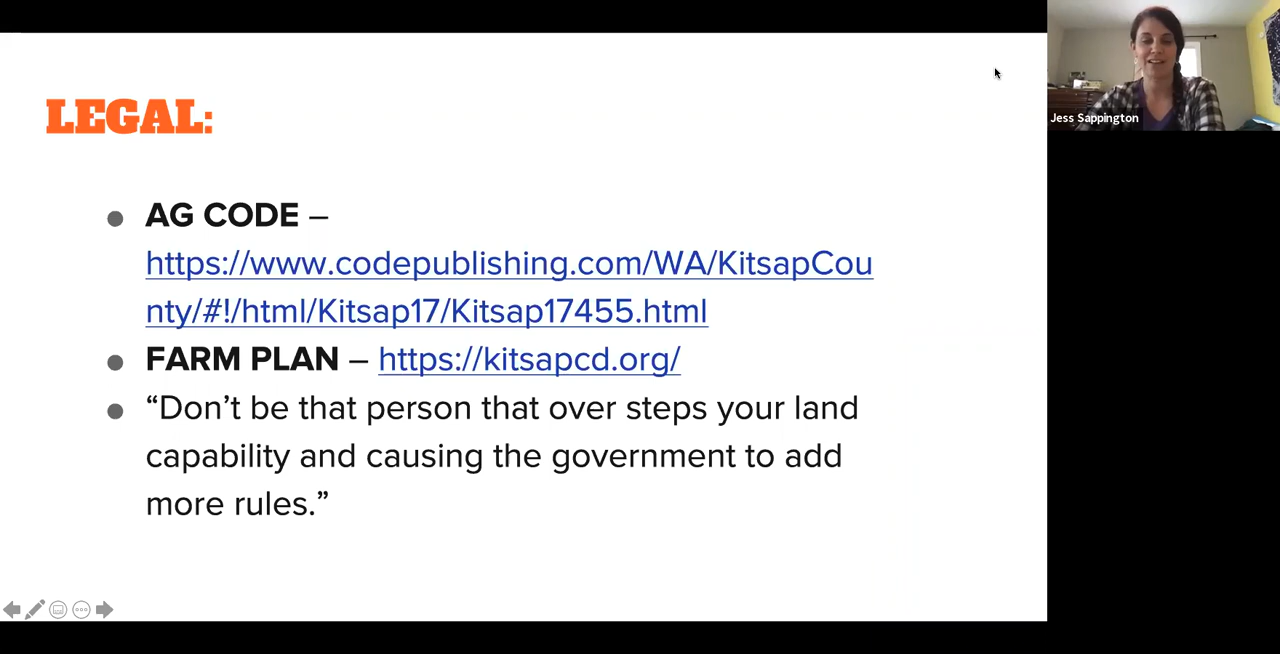 LEGAL:
AG CODE –
https://www.codepublishing.com/WA/KitsapCou
nty/#!/html/Kitsap17/Kitsap17455.html
FARM PLAN – https://kitsapcd.org/
“Don’t be that person that over steps your land
capability and causing the government to add
more rules.”
Jess Sappington